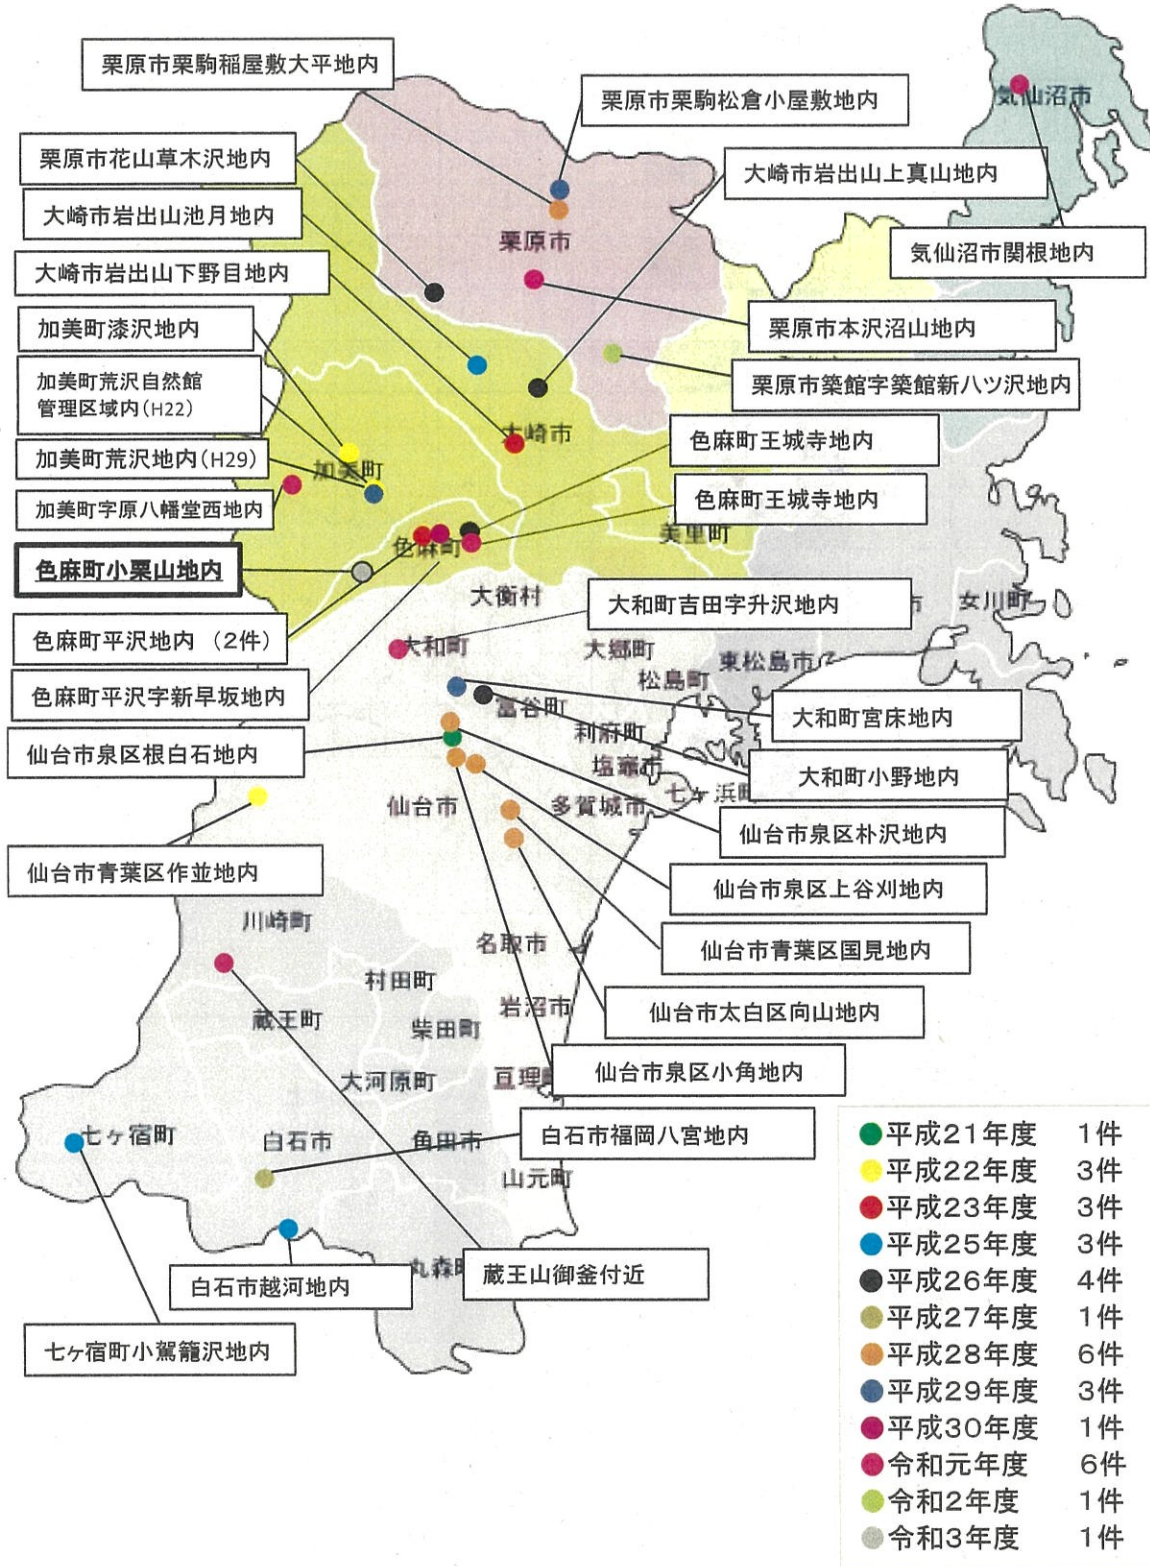 栗原市栗駒稲屋敷大平地内
栗原市栗駒松倉小屋敷地内
気仙沼市
栗原市花山草木沢地内
大崎市岩出山上真山地内
大崎市岩出山池月地内
栗原市
気仙沼市関根地内
大崎市岩出山下野目地内
加美町漆沢地内
栗原市本沢沼山地内
加美町荒沢自然館
管理区域内(H22)
栗原市築館字築館新八ツ沢地内
大崎市
色麻町王城寺地内
加美町荒沢地内(H29)
加美町
色麻町王城寺地内
加美町字原八幡堂西地内
美里町
色麻町
色麻町小栗山地内
大衡村
大和町吉田字升沢地内
市
女川町
色麻町平沢地内 (2件)
大和町
大郷町
東松島市
松島町
色麻町平沢字新早坂地内
富谷町
大和町宮床地内
利府町
仙台市泉区根白石地内
塩竈市
大和町小野地内
七ヶ浜町
仙台市
多賀城市
仙台市泉区朴沢地内
仙台市青葉区作並地内
仙台市泉区上谷刈地内
川崎町
名取市
仙台市青葉区国見地内
村田町
岩沼市
仙台市太白区向山地内
蔵王町
柴田町
大河原町
亘理
仙台市泉区小角地内
七ヶ宿町
白石市
角田市
白石市福岡八宮地内
山元町
丸森
蔵王山御釜付近
白石市越河地内
七ヶ宿町小駕籠沢地内
平成21年度 1件
平成22年度 3件
平成23年度 3件
平成25年度 3件
平成26年度 4件
平成27年度 1件
平成28年度 6件
平成29年度 3件
平成30年度 1件
令和元年度 6件
令和2年度 1件
令和3年度 1件